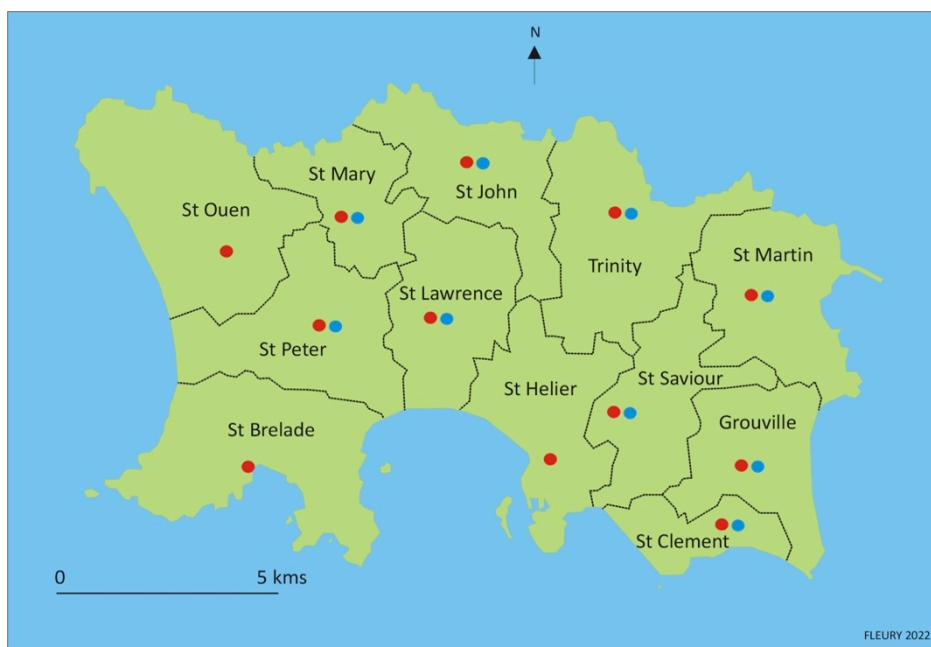 N
St Mary
St John
St Ouen
Trinity
St Martin
St Lawrence
St Peter
St Helier
St Saviour
St Brelade
Grouville
St Clement
0 5 kms
FLEURY 2022